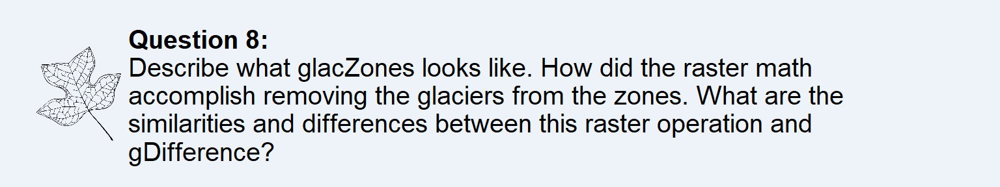 Question 8:
Describe what glacZones looks like. How did the raster math
accomplish removing the glaciers from the zones. What are the
similarities and differences between this raster operation and
gDifference?